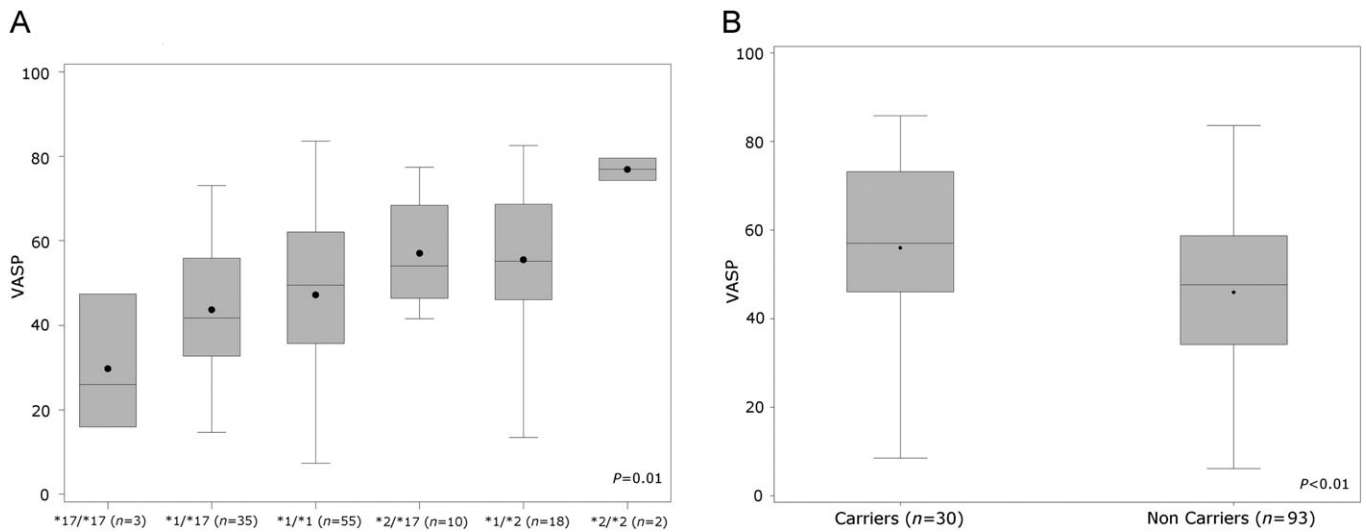 A
100
80
60
40
20
0
VASP
P=0.01
*17/*17 (n=3) *1/*17 (n=35) *1/*1 (n=55) *2/*17 (n=10) *1/*2 (n=18) *2/*2 (n=2)
B
100
80
60
40
20
0
VASP
P<0.01
Carriers (n=30) Non Carriers (n=93)